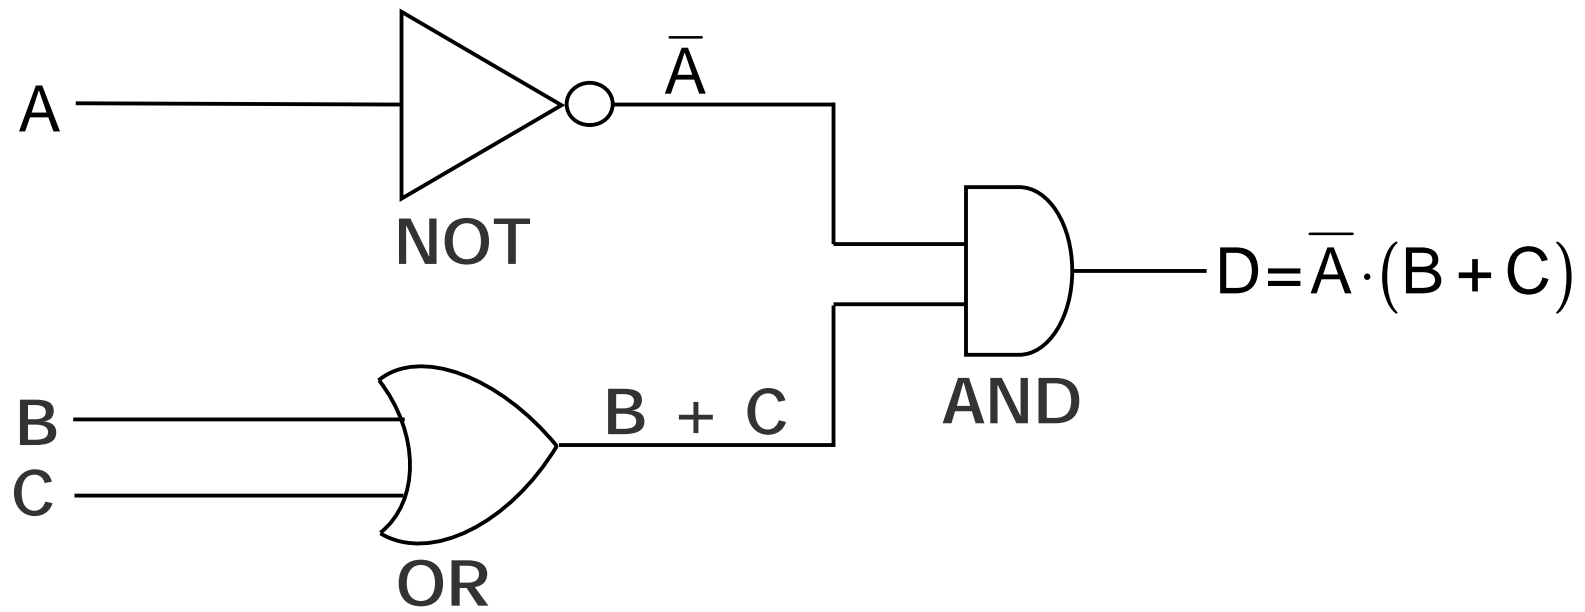 A
A̅
NOT
D=A̅·(B + C)
AND
B
B + C
C
OR